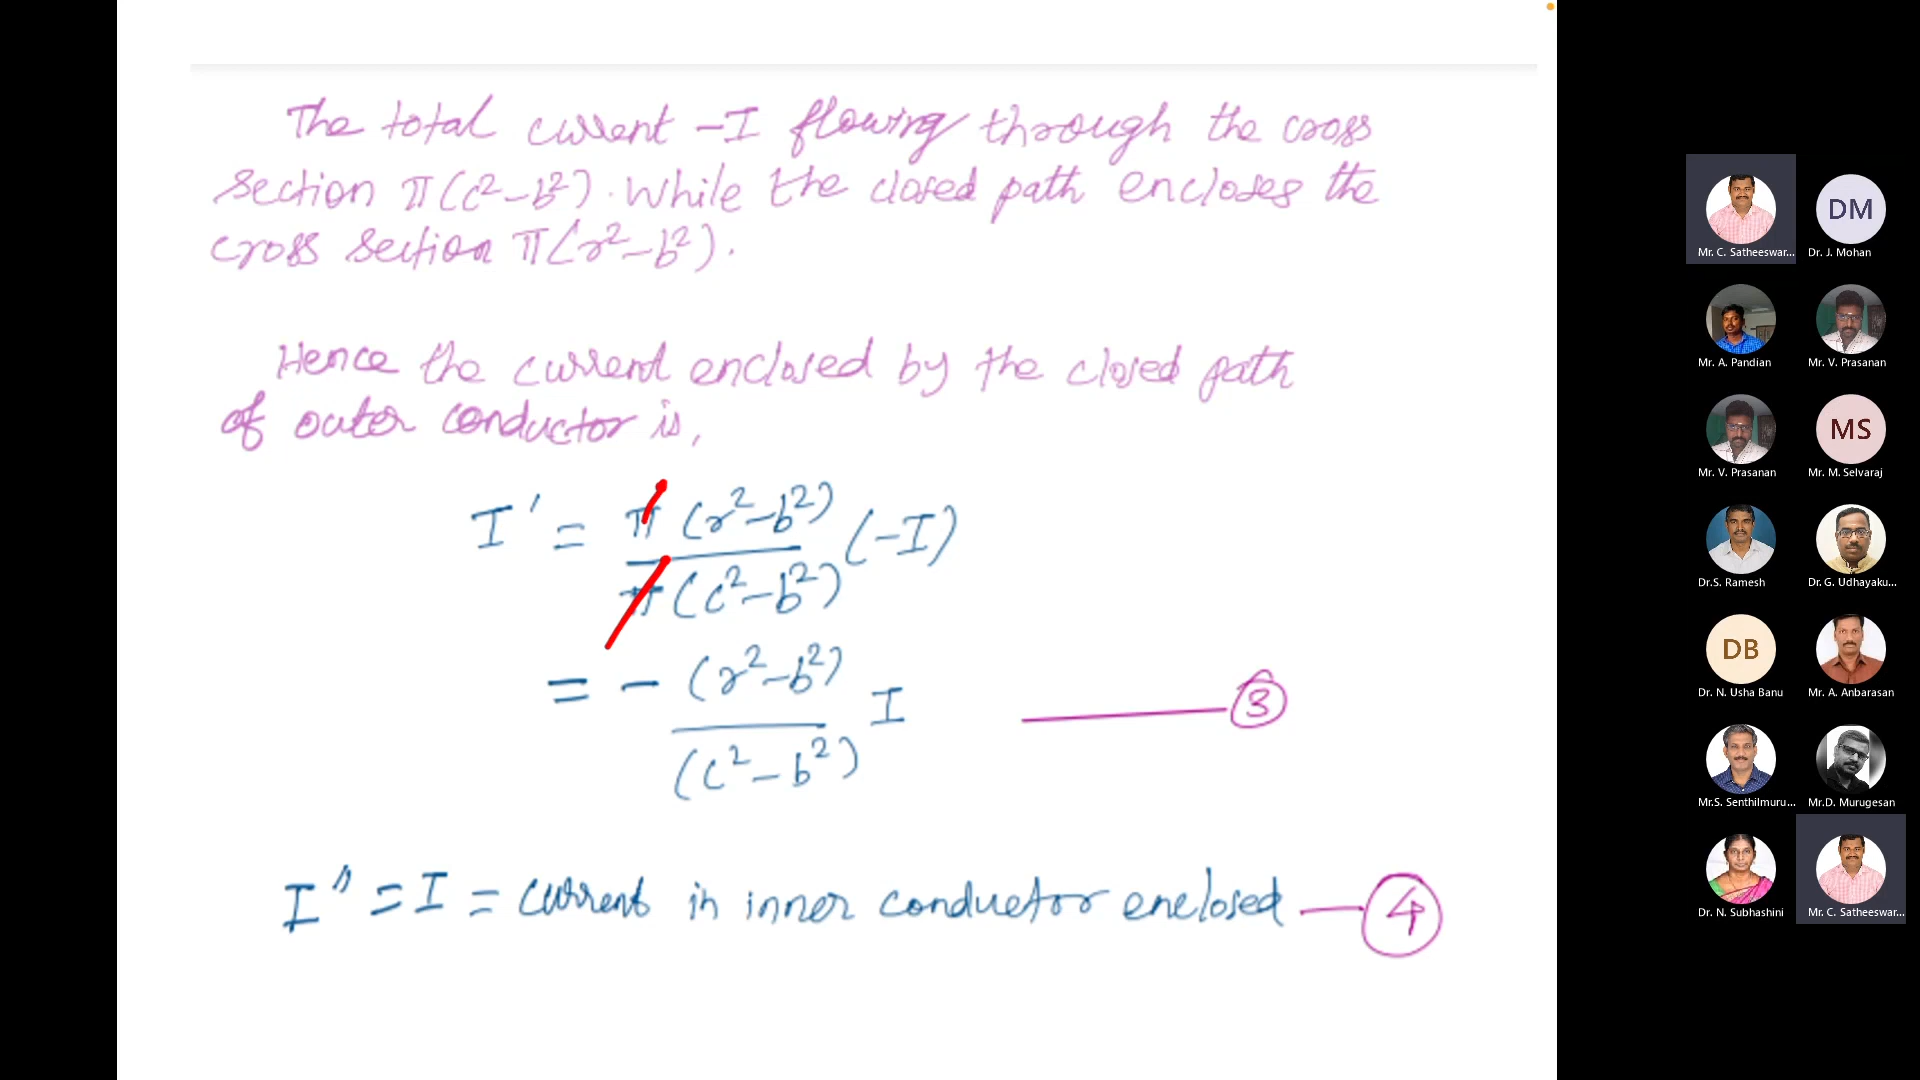 The total current -I flowing through the cross
section π(c²-b²). While the closed path encloses the
cross section π(r²-b²).
Hence the current enclosed by the closed path
of outer conductor is,
I' = π(r²-b²) / π(c²-b²) (-I)
= - (r²-b²) / (c²-b²) I ——— ③
I'' = I = current in inner conductor enclosed — ④
Mr. C. Satheeswar...
Dr. J. Mohan
Mr. A. Pandian
Mr. V. Prasanan
Mr. V. Prasanan
Mr. M. Selvaraj
Dr.S. Ramesh
Dr. G. Udhayaku...
Dr. N. Usha Banu
Mr. A. Anbarasan
Mr.S. Senthilmuru...
Mr.D. Murugesan
Dr. N. Subhashini
Mr. C. Satheeswar...
DM
MS
DB